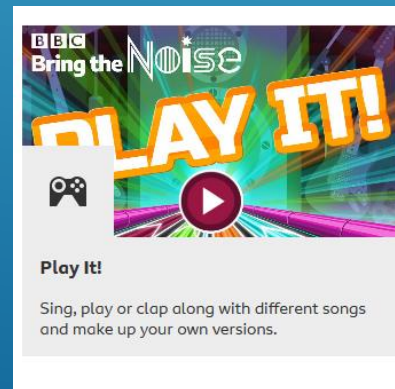 BBC
Bring the Noise
PLAY IT!
Play It!
Sing, play or clap along with different songs
and make up your own versions.